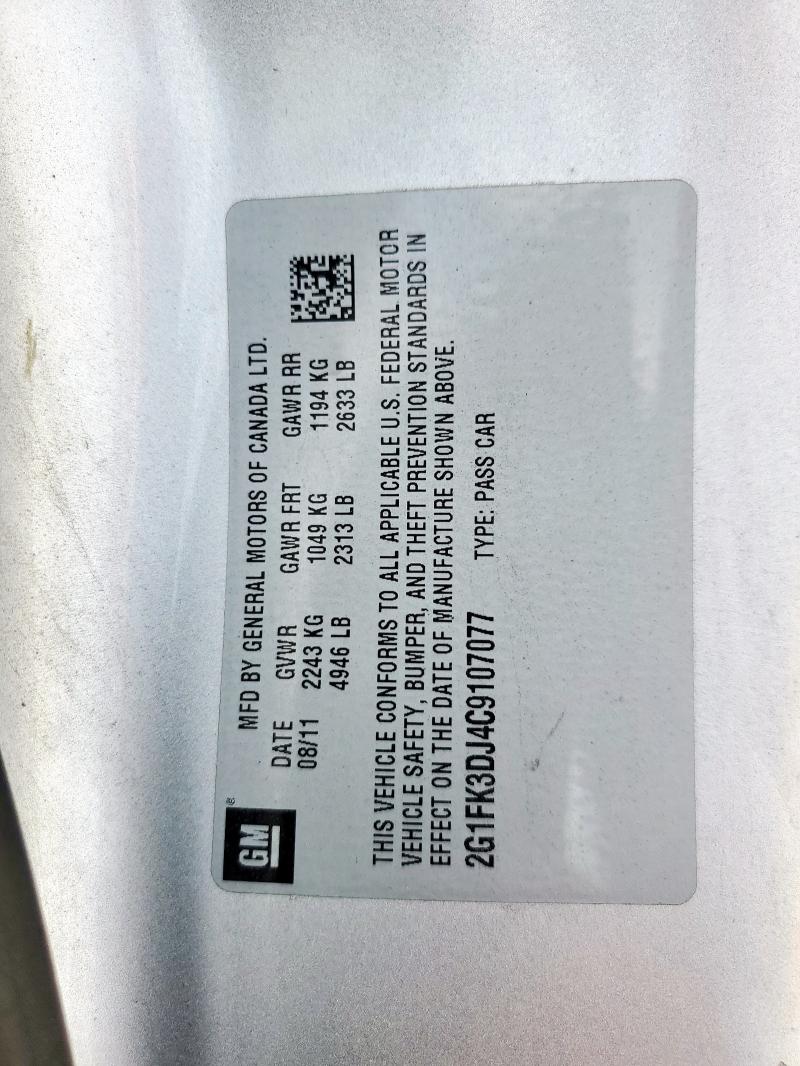 GM®
MFD BY GENERAL MOTORS OF CANADA LTD.
DATE GVWR GAWR FRT GAWR RR
08/11 2243 KG 1049 KG 1194 KG
4946 LB 2313 LB 2633 LB
THIS VEHICLE CONFORMS TO ALL APPLICABLE U.S. FEDERAL MOTOR
VEHICLE SAFETY, BUMPER, AND THEFT PREVENTION STANDARDS IN
EFFECT ON THE DATE OF MANUFACTURE SHOWN ABOVE.
2G1FK3DJ4C9107077 TYPE: PASS CAR